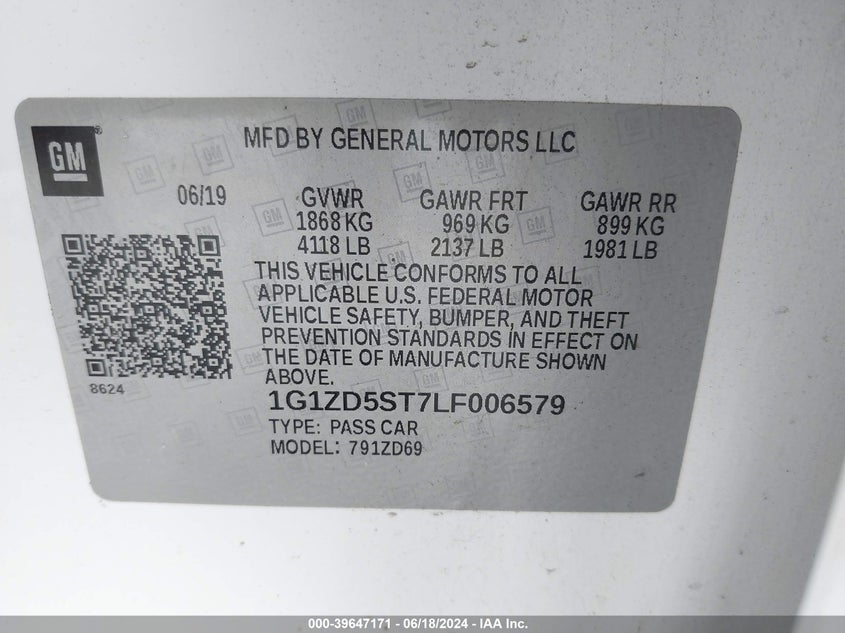 GM
MFD BY GENERAL MOTORS LLC
06/19 GVWR GAWR FRT GAWR RR
1868 KG 969 KG 899 KG
4118 LB 2137 LB 1981 LB
THIS VEHICLE CONFORMS TO ALL
APPLICABLE U.S. FEDERAL MOTOR
VEHICLE SAFETY, BUMPER, AND THEFT
PREVENTION STANDARDS IN EFFECT ON
THE DATE OF MANUFACTURE SHOWN
ABOVE.
8624
1G1ZD5ST7LF006579
TYPE: PASS CAR
MODEL: 791ZD69
000-39647171 - 06/18/2024 - IAA Inc.